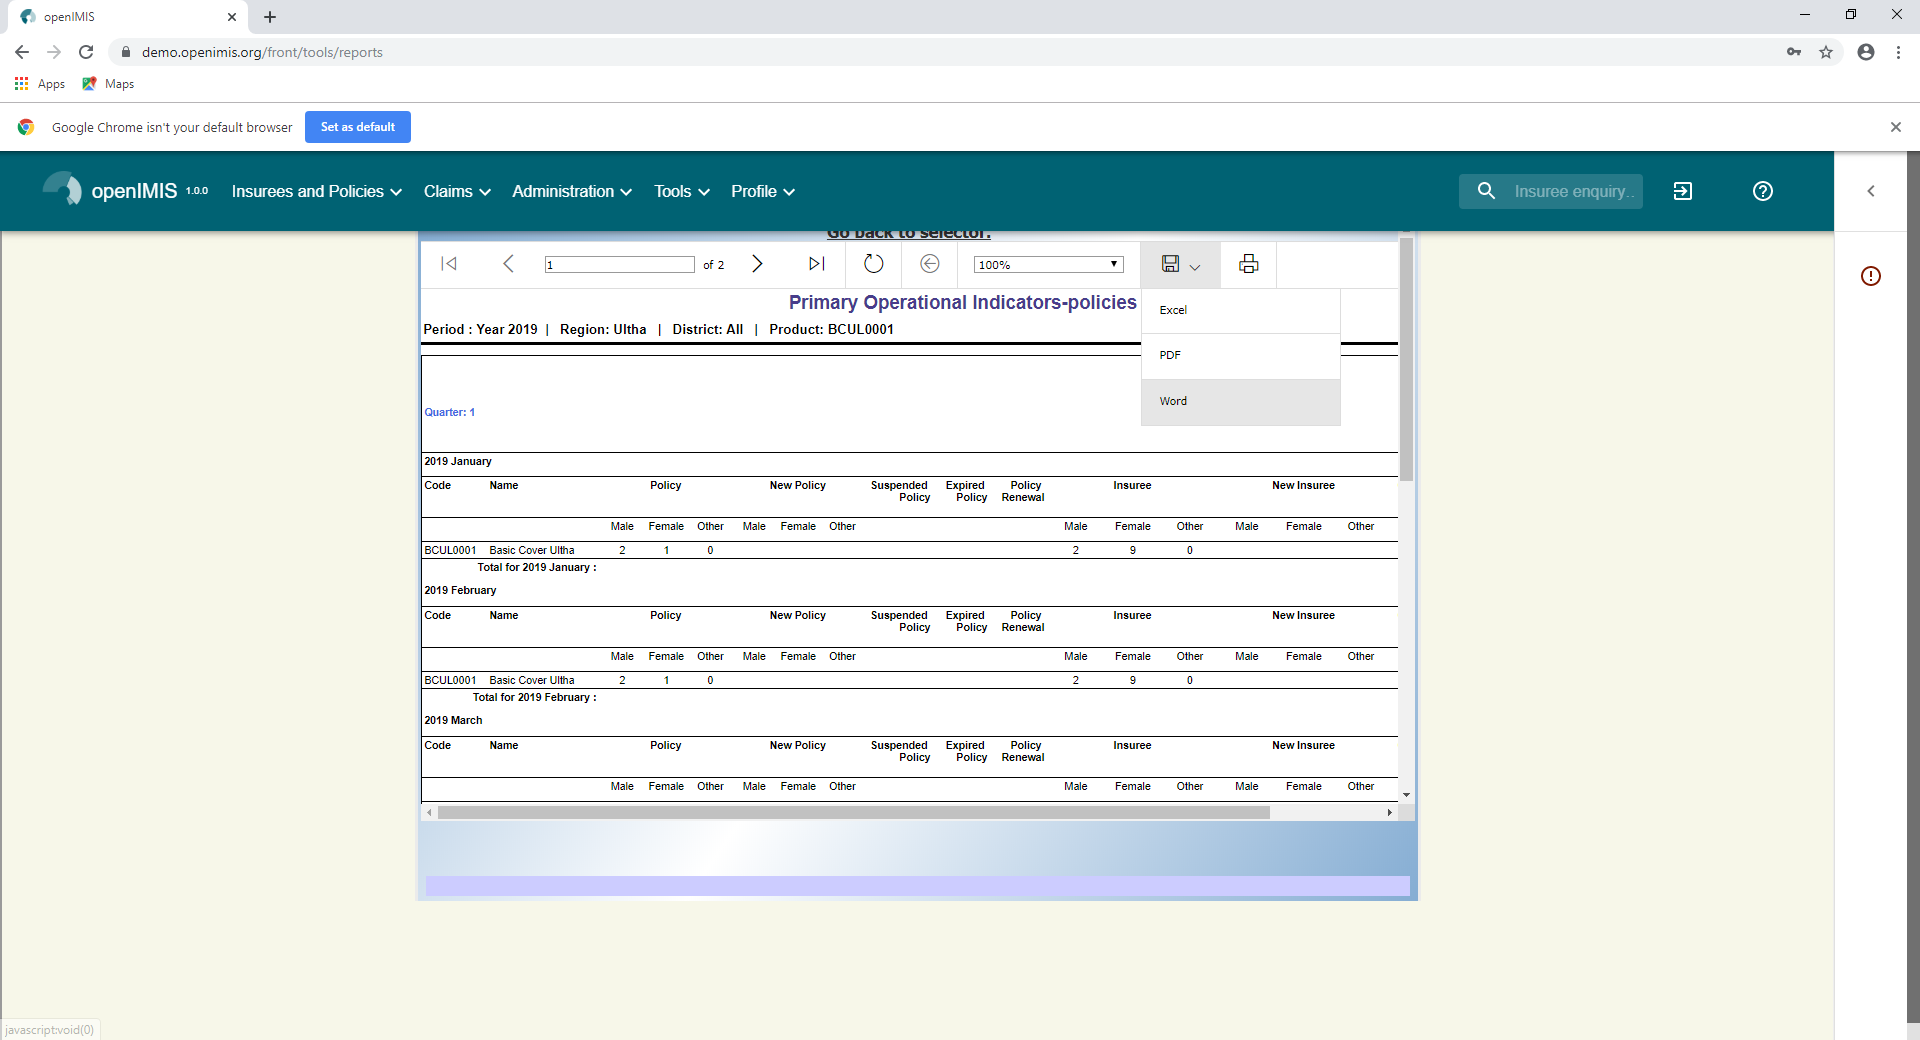 openIMIS
demo.openimis.org/front/tools/reports
Apps Maps
Google Chrome isn't your default browser Set as default
openIMIS 1.0.0 Insurees and Policies Claims Administration Tools Profile Insuree enquiry..
Go back to selector.
1 of 2 100%
Primary Operational Indicators-policies
Excel
Period : Year 2019 | Region: Ultha | District: All | Product: BCUL0001
PDF
Word
Quarter: 1
2019 January
Code Name Policy New Policy Suspended Policy Expired Policy Policy Renewal Insuree New Insuree
Male Female Other Male Female Other Male Female Other Male Female Other
BCUL0001 Basic Cover Ultha 2 1 0 2 9 0
Total for 2019 January :
2019 February
Code Name Policy New Policy Suspended Policy Expired Policy Policy Renewal Insuree New Insuree
Male Female Other Male Female Other Male Female Other Male Female Other
BCUL0001 Basic Cover Ultha 2 1 0 2 9 0
Total for 2019 February :
2019 March
Code Name Policy New Policy Suspended Policy Expired Policy Policy Renewal Insuree New Insuree
Male Female Other Male Female Other Male Female Other Male Female Other
javascript:void(0)